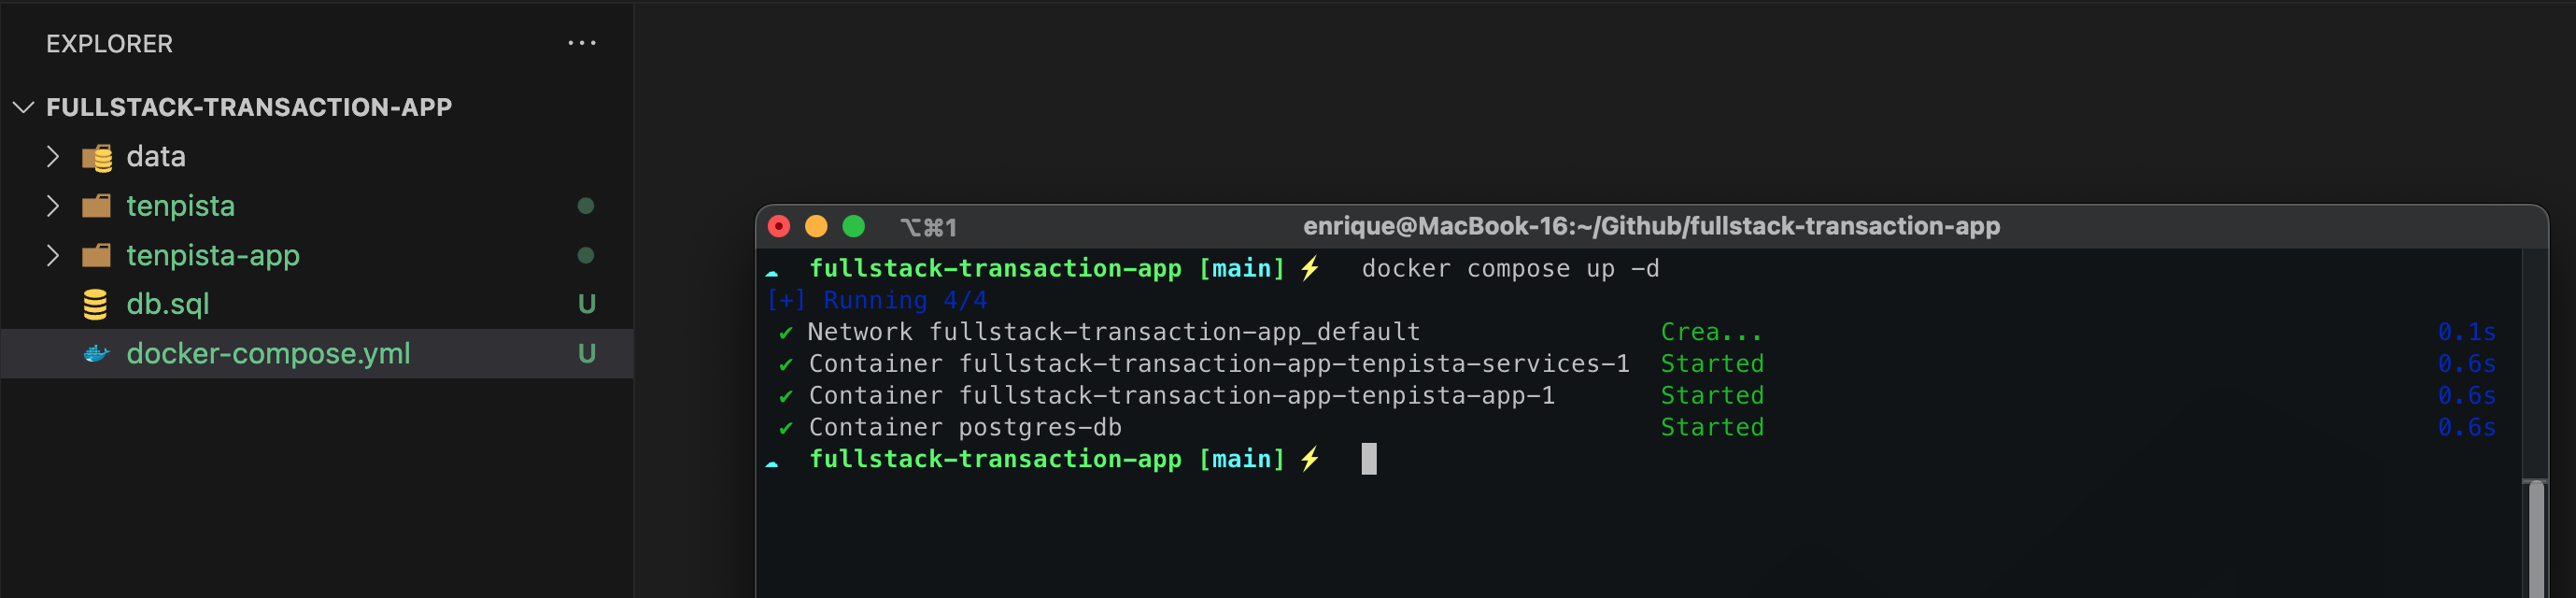 EXPLORER
FULLSTACK-TRANSACTION-APP
data
tenpista
tenpista-app
db.sql U
docker-compose.yml U
⌥⌘1 enrique@MacBook-16:~/Github/fullstack-transaction-app
fullstack-transaction-app [main] ⚡ docker compose up -d
[+] Running 4/4
✔ Network fullstack-transaction-app_default Crea... 0.1s
✔ Container fullstack-transaction-app-tenpista-services-1 Started 0.6s
✔ Container fullstack-transaction-app-tenpista-app-1 Started 0.6s
✔ Container postgres-db Started 0.6s
fullstack-transaction-app [main] ⚡